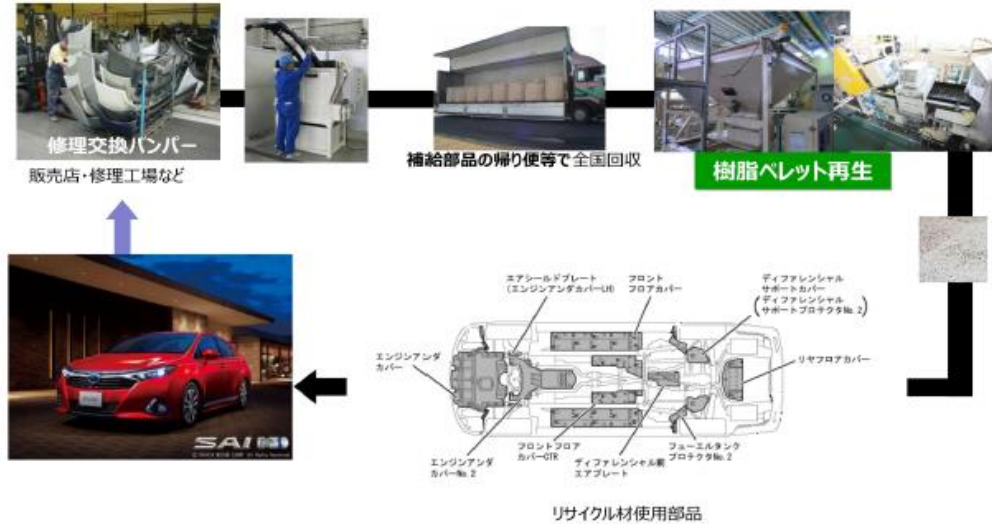 修理交換バンパー
販売店・修理工場など
補給部品の帰り便等で全国回収
樹脂ペレット再生
エアシールドプレート
(エンジンアンダカバーLH)
フロント
フロアカバー
ディファレンシャル
サポートカバー
(ディファレンシャル
サポートプロテクタNo.2)
エンジンアンダ
カバー
リヤフロアカバー
エンジンアンダ
カバーNo.2
フロントフロア
カバーCTR
ディファレンシャル前
エアプレート
フューエルタンク
プロテクタNo.2
SAI
リサイクル材使用部品